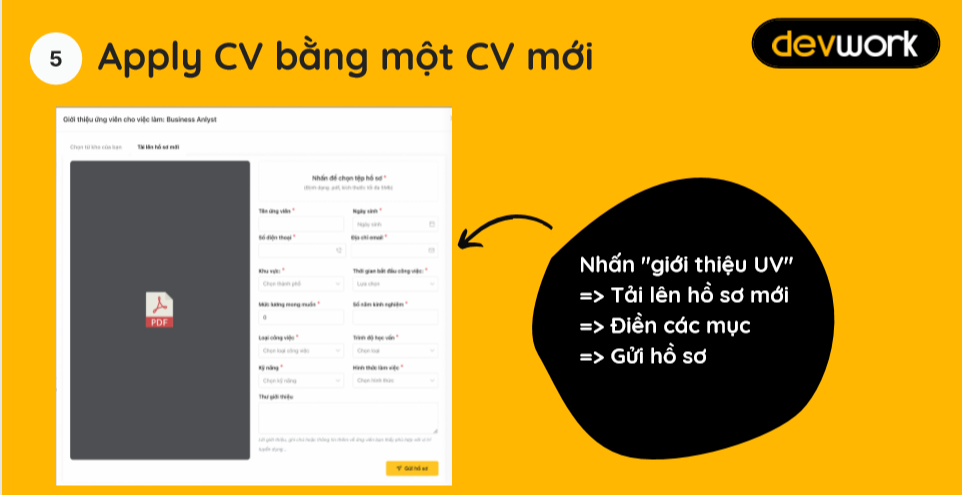 5
Apply CV bằng một CV mới
devwork
Giới thiệu ứng viên cho việc làm: Business Anlyst
Chọn từ kho của bạn Tải lên hồ sơ mới
Nhấn để chọn tệp hồ sơ *
(Định dạng .pdf, kích thước tối đa 5MB)
Tên ứng viên * Ngày sinh *
Ngày sinh
Số điện thoại * Địa chỉ email *
Khu vực: * Thời gian bắt đầu công việc: *
Chọn thành phố Lựa chọn
Mức lương mong muốn * Số năm kinh nghiệm *
0
Loại công việc * Trình độ học vấn *
Chọn loại công việc Chọn loại
Kỹ năng * Hình thức làm việc *
Chọn kỹ năng Chọn hình thức
Thư giới thiệu
tuyển dụng...
Gửi hồ sơ
PDF
Nhấn "giới thiệu UV"
=> Tải lên hồ sơ mới
=> Điền các mục
=> Gửi hồ sơ